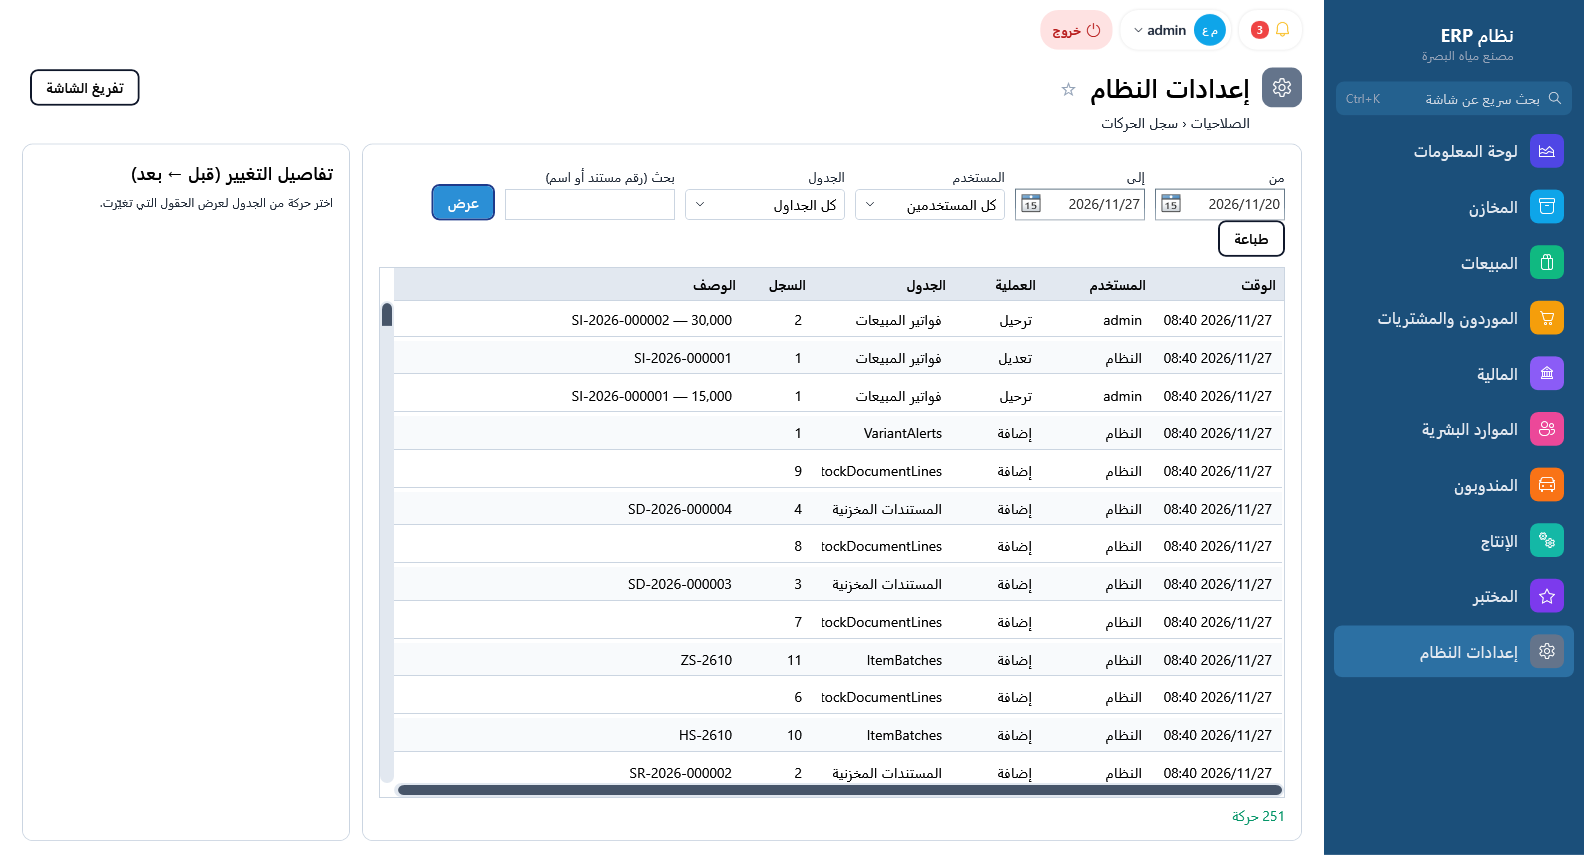 نظام ERP
مصنع مياه البصرة
بحث سريع عن شاشة Ctrl+K
لوحة المعلومات
المخازن
المبيعات
الموردون والمشتريات
المالية
الموارد البشرية
المندوبون
الإنتاج
المختبر
إعدادات النظام
3
م ع admin
خروج
إعدادات النظام
الصلاحيات › سجل الحركات
تفريغ الشاشة
من إلى المستخدم الجدول بحث (رقم مستند أو اسم)
2026/11/20 15 2026/11/27 15 كل المستخدمين كل الجداول عرض
طباعة
الوقت المستخدم العملية الجدول السجل الوصف
2026/11/27 08:40 admin ترحيل فواتير المبيعات 2 SI-2026-000002 — 30,000
2026/11/27 08:40 النظام تعديل فواتير المبيعات 1 SI-2026-000001
2026/11/27 08:40 admin ترحيل فواتير المبيعات 1 SI-2026-000001 — 15,000
2026/11/27 08:40 النظام إضافة VariantAlerts 1
2026/11/27 08:40 النظام إضافة tockDocumentLines 9
2026/11/27 08:40 النظام إضافة المستندات المخزنية 4 SD-2026-000004
2026/11/27 08:40 النظام إضافة tockDocumentLines 8
2026/11/27 08:40 النظام إضافة المستندات المخزنية 3 SD-2026-000003
2026/11/27 08:40 النظام إضافة tockDocumentLines 7
2026/11/27 08:40 النظام إضافة ItemBatches 11 ZS-2610
2026/11/27 08:40 النظام إضافة tockDocumentLines 6
2026/11/27 08:40 النظام إضافة ItemBatches 10 HS-2610
2026/11/27 08:40 النظام إضافة المستندات المخزنية 2 SR-2026-000002
251 حركة
تفاصيل التغيير (قبل ← بعد)
اختر حركة من الجدول لعرض الحقول التي تغيّرت.